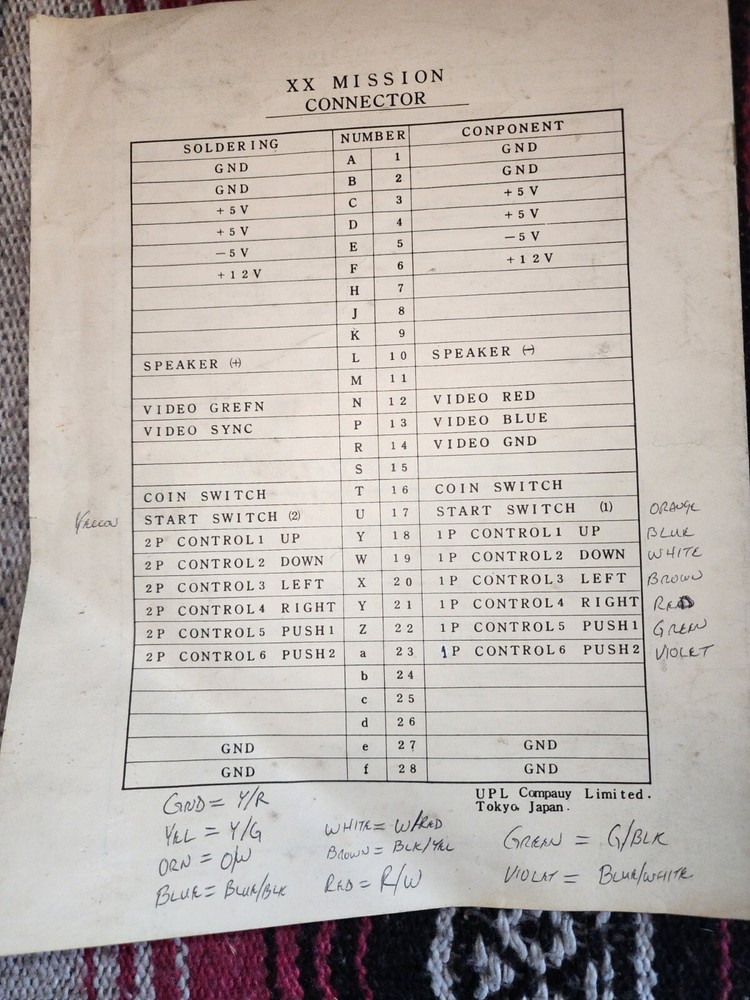 XX MISSION
CONNECTOR
SOLDERING NUMBER CONPONENT
GND A 1 GND
GND B 2 GND
+5V C 3 +5V
+5V D 4 +5V
−5V E 5 −5V
+12V F 6 +12V
H 7
J 8
K 9
SPEAKER (+) L 10 SPEAKER (−)
M 11
VIDEO GREFN N 12 VIDEO RED
VIDEO SYNC P 13 VIDEO BLUE
R 14 VIDEO GND
S 15
COIN SWITCH T 16 COIN SWITCH
YELLOW START SWITCH (2) U 17 START SWITCH (1) ORANGE
2P CONTROL1 UP Y 18 1P CONTROL1 UP BLUE
2P CONTROL2 DOWN W 19 1P CONTROL2 DOWN WHITE
2P CONTROL3 LEFT X 20 1P CONTROL3 LEFT BROWN
2P CONTROL4 RIGHT Y 21 1P CONTROL4 RIGHT RED
2P CONTROL5 PUSH1 Z 22 1P CONTROL5 PUSH1 GREEN
2P CONTROL6 PUSH2 a 23 1P CONTROL6 PUSH2 VIOLET
b 24
c 25
d 26
GND e 27 GND
GND f 28 GND
UPL Compauy Limited.
Tokyo, Japan.
GND = Y/R
YEL = Y/G
ORN = O/W
BLUE = BLUE/BLK
WHITE = W/RED
BROWN = BLK/YEL
RED = R/W
GREEN = G/BLK
VIOLET = BLUE/WHITE